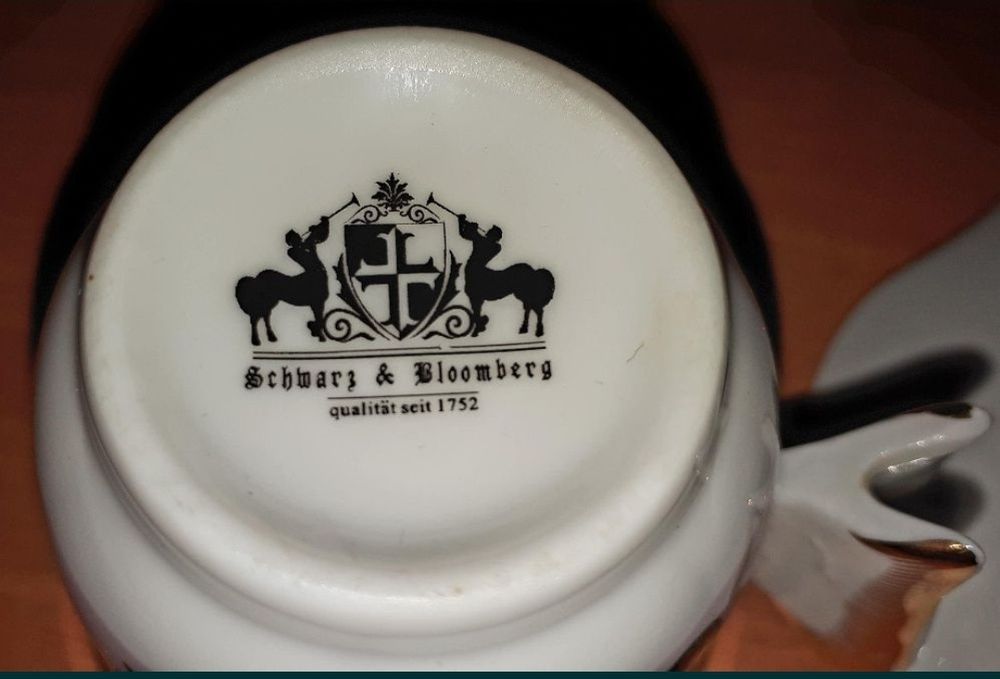 Schwarz & Bloomberg
qualität seit 1752